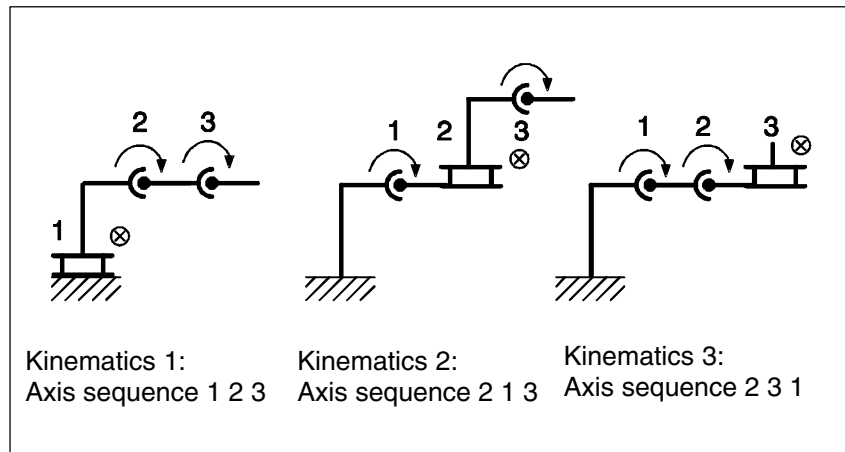 2 3
1
1
2
3
1 2 3
Kinematics 1:
Axis sequence 1 2 3
Kinematics 2:
Axis sequence 2 1 3
Kinematics 3:
Axis sequence 2 3 1